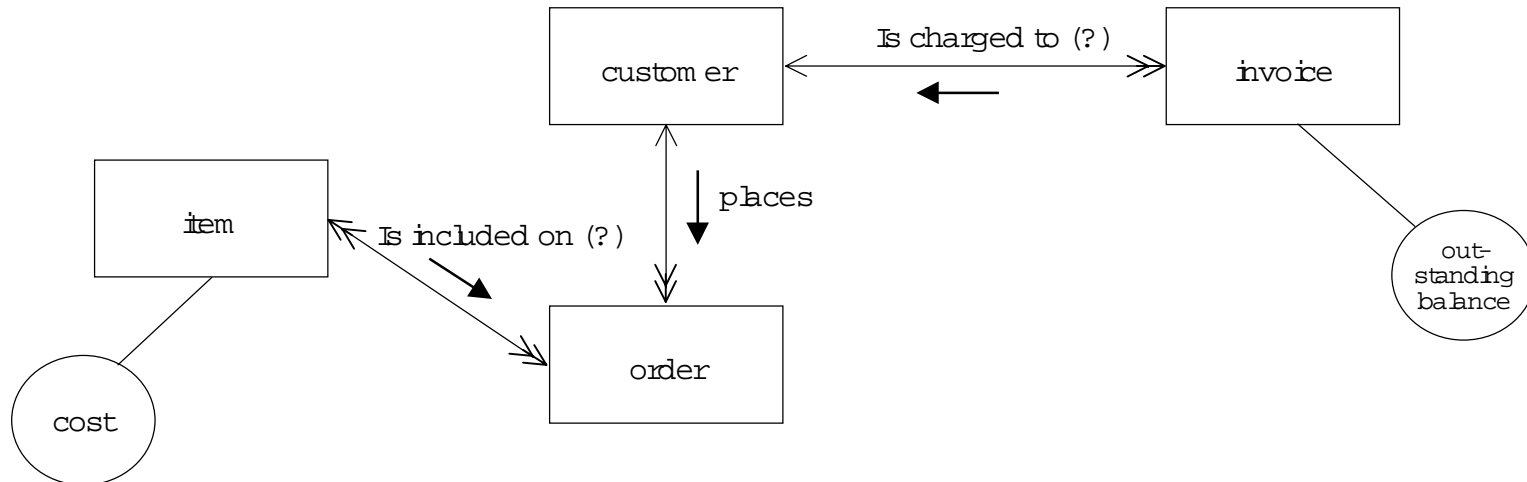 Is charged to (?)
customer
invoice
places
item
Is included on (?)
out-
standing
balance
order
cost